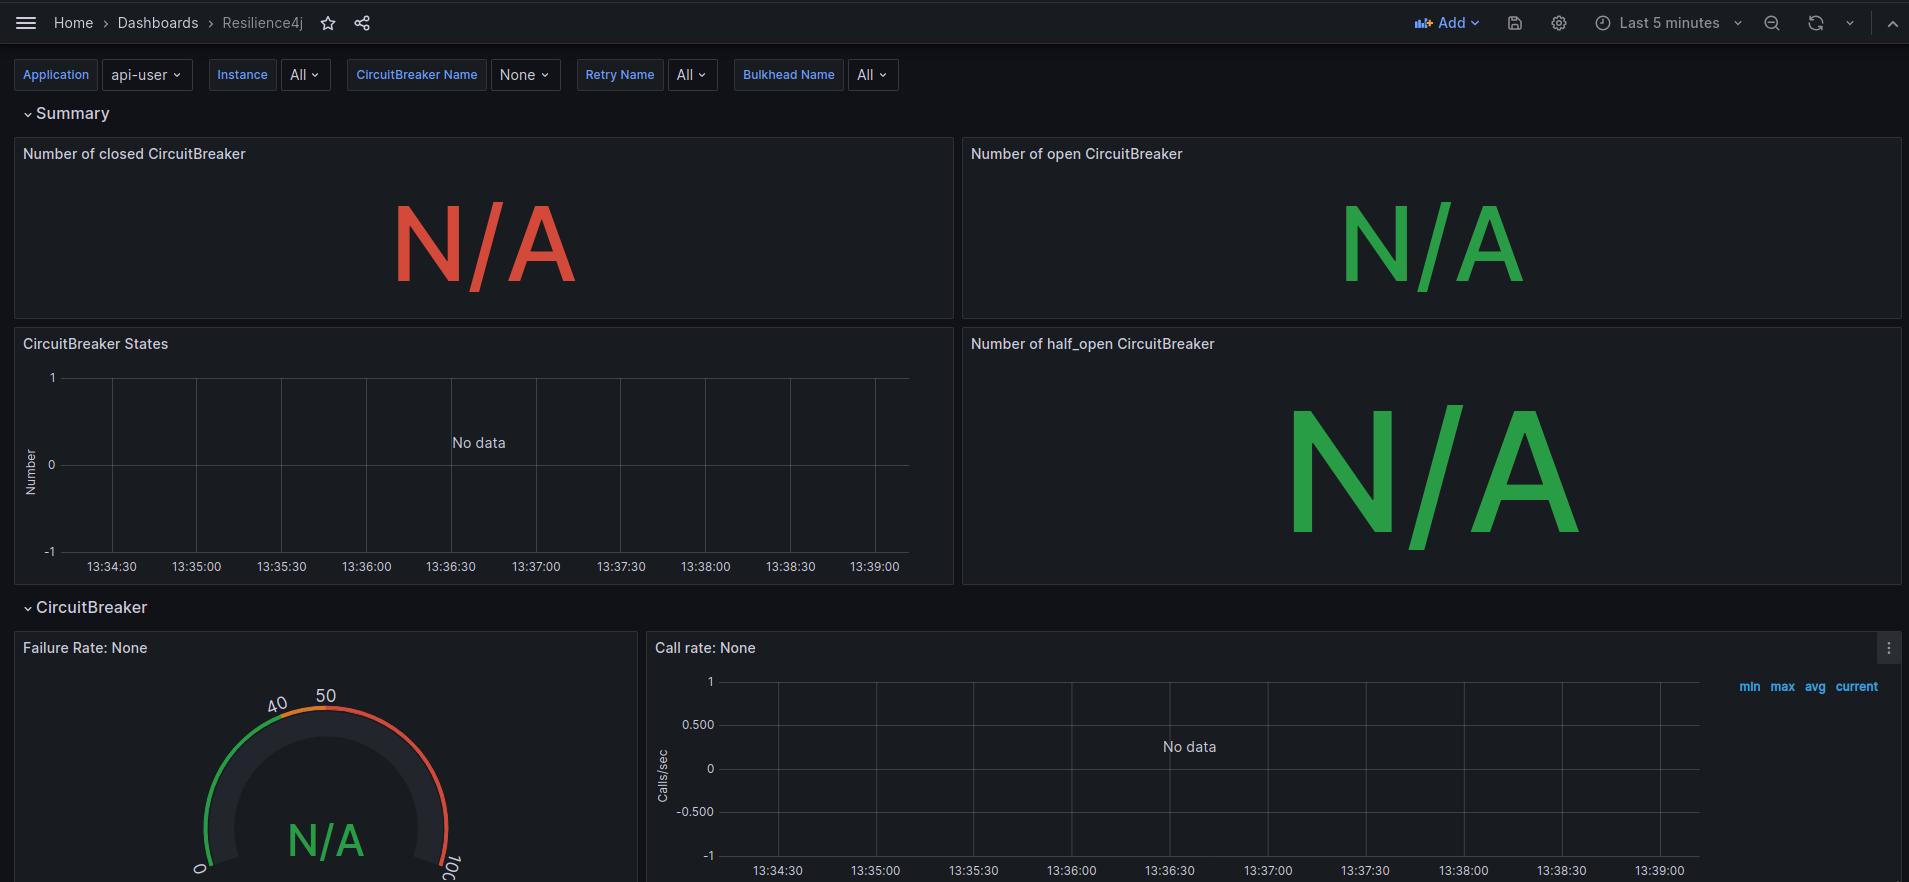 Home › Dashboards › Resilience4j
Add
Last 5 minutes
Application api-user Instance All CircuitBreaker Name None Retry Name All Bulkhead Name All
Summary
Number of closed CircuitBreaker
N/A
Number of open CircuitBreaker
N/A
CircuitBreaker States
1
0
-1
Number
No data
13:34:30 13:35:00 13:35:30 13:36:00 13:36:30 13:37:00 13:37:30 13:38:00 13:38:30 13:39:00
Number of half_open CircuitBreaker
N/A
CircuitBreaker
Failure Rate: None
0
40
50
100
N/A
Call rate: None
min max avg current
1
0.500
0
-0.500
-1
Calls/sec
No data
13:34:30 13:35:00 13:35:30 13:36:00 13:36:30 13:37:00 13:37:30 13:38:00 13:38:30 13:39:00